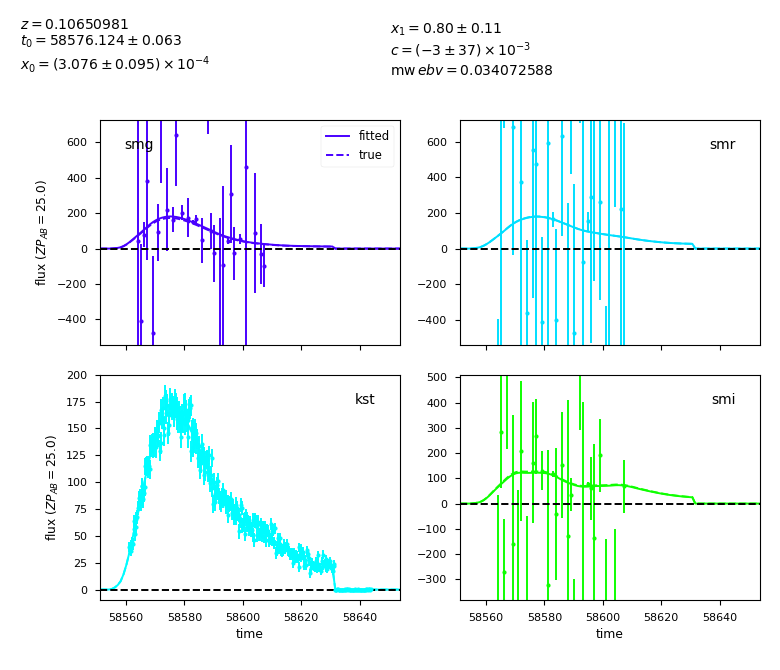 z = 0.10650981
t0 = 58576.124 ± 0.063
x0 = (3.076 ± 0.095) × 10^-4
x1 = 0.80 ± 0.11
c = (−3 ± 37) × 10^-3
mw ebv = 0.034072588
smg
fitted
true
600
400
200
0
−200
−400
flux (ZP_AB = 25.0)
smr
600
400
200
0
−200
−400
kst
200
175
150
125
100
75
50
25
0
flux (ZP_AB = 25.0)
58560 58580 58600 58620 58640
time
smi
500
400
300
200
100
0
−100
−200
−300
58560 58580 58600 58620 58640
time